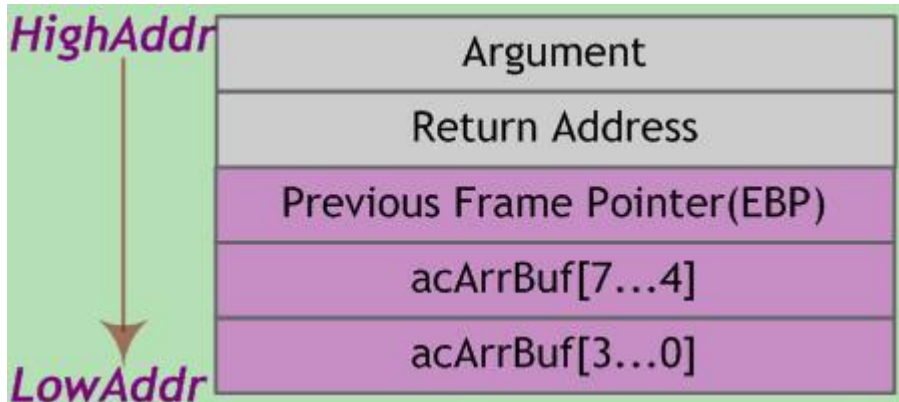 HighAddr
Argument
Return Address
Previous Frame Pointer(EBP)
acArrBuf[7...4]
acArrBuf[3...0]
LowAddr